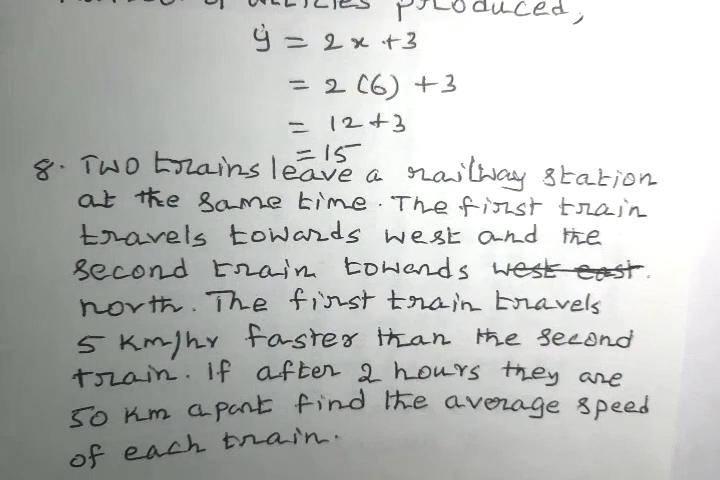 produced,
y = 2x + 3
= 2 (6) + 3
= 12 + 3
= 15
8. Two trains leave a railway station
at the same time. The first train
travels towards west and the
second train towards west east.
north. The first train travels
5 km/hr faster than the second
train. If after 2 hours they are
50 km apart find the average speed
of each train.